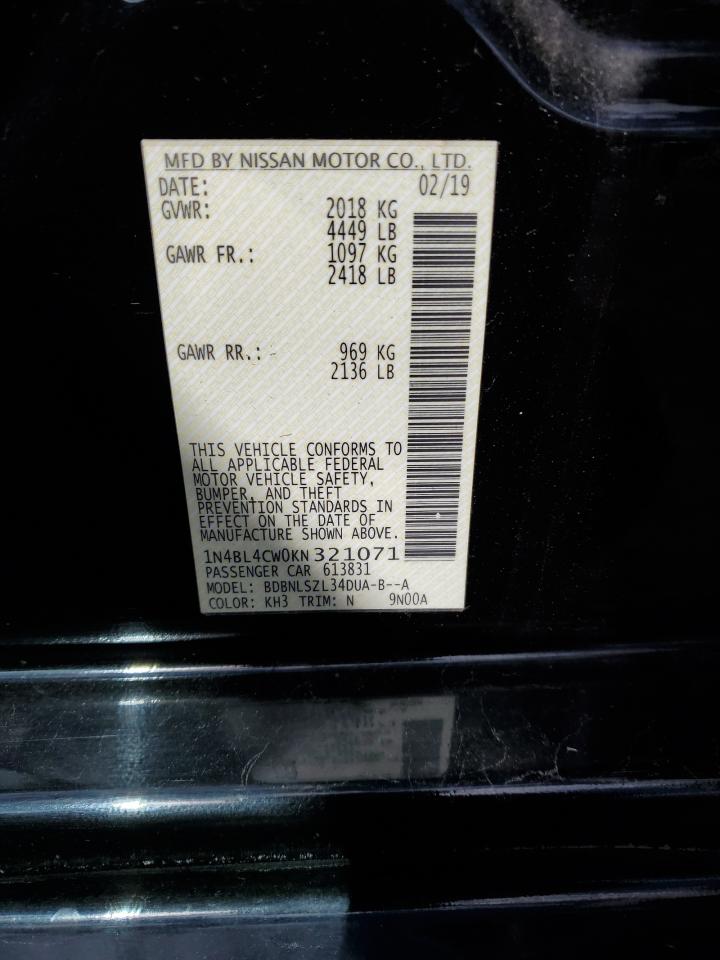 MFD BY NISSAN MOTOR CO., LTD.
DATE: 02/19
GVWR: 2018 KG
4449 LB
GAWR FR.: 1097 KG
2418 LB
GAWR RR.: 969 KG
2136 LB
THIS VEHICLE CONFORMS TO
ALL APPLICABLE FEDERAL
MOTOR VEHICLE SAFETY,
BUMPER, AND THEFT
PREVENTION STANDARDS IN
EFFECT ON THE DATE OF
MANUFACTURE SHOWN ABOVE.
1N4BL4CW0KN321071
PASSENGER CAR 613831
MODEL: BDBNLSZL34DUA-B--A
COLOR: KH3 TRIM: N 9N00A